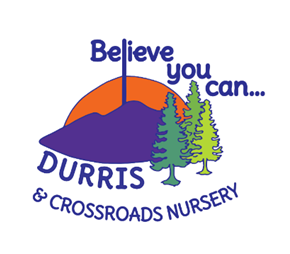 Believe
you
can...
DURRIS
& CROSSROADS NURSERY